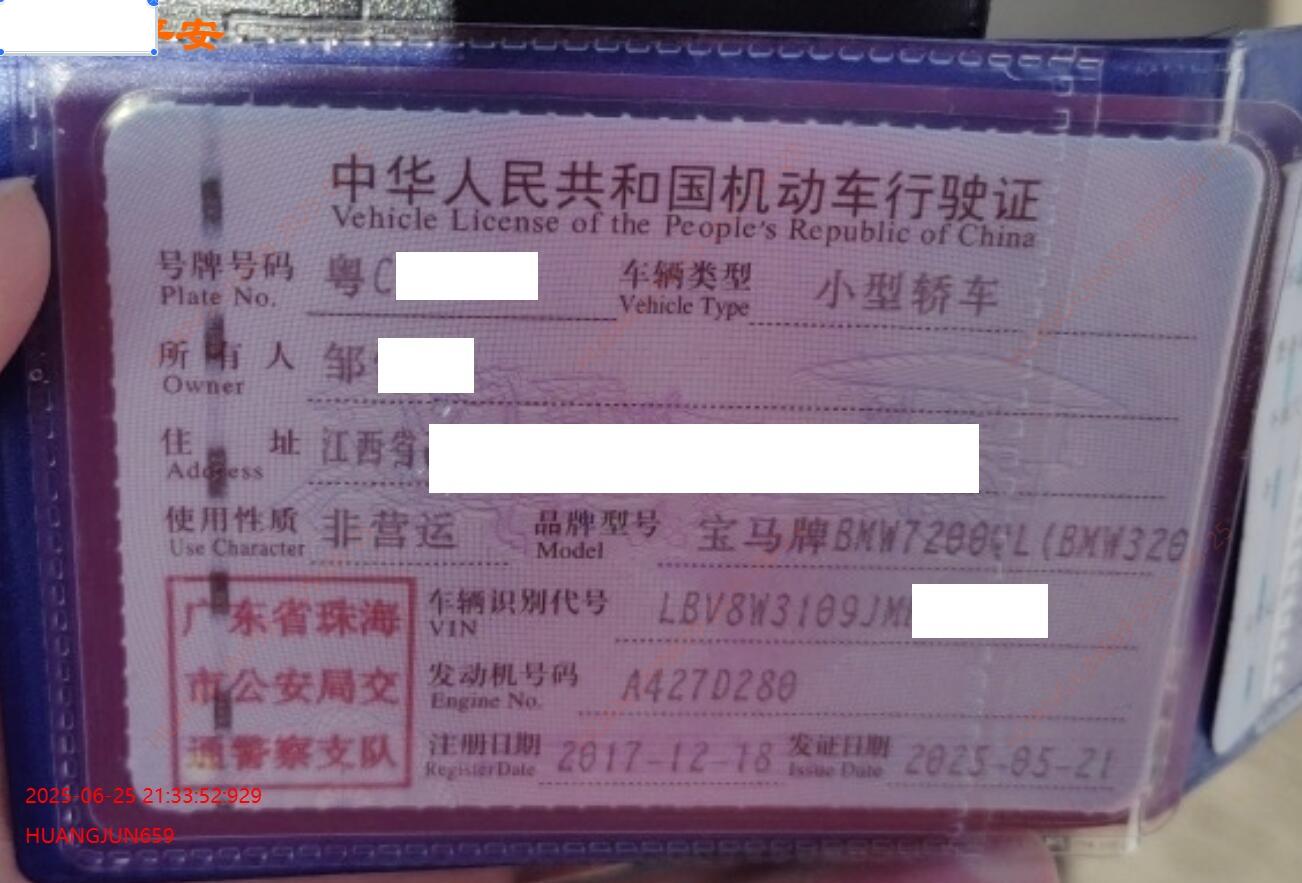 平安
中华人民共和国机动车行驶证
Vehicle License of the People's Republic of China
号牌号码 粤C 车辆类型 小型轿车
Plate No. Vehicle Type
所有人 邹
Owner
住址 江西省
Address
使用性质 非营运 品牌型号 宝马牌BMW7200SL(BMW320
Use Character Model
广东省珠海 车辆识别代号 LBV8W3109JM
VIN
市公安局交 发动机号码 A427D280
Engine No.
通警察支队 注册日期 2017-12-18 发证日期 2025-05-21
Register Date Issue Date
2025-06-25 21:33:52:929
HUANGJUN659